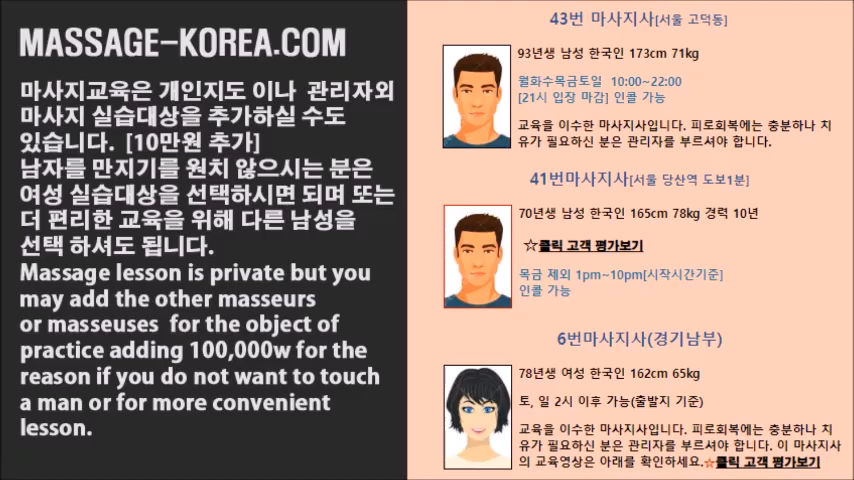 MASSAGE-KOREA.COM
마사지교육은 개인지도 이나 관리자외
마사지 실습대상을 추가하실 수도
있습니다. [10만원 추가]
남자를 만지기를 원치 않으시는 분은
여성 실습대상을 선택하시면 되며 또는
더 편리한 교육을 위해 다른 남성을
선택 하셔도 됩니다.
Massage lesson is private but you
may add the other masseurs
or masseuses for the object of
practice adding 100,000w for the
reason if you do not want to touch
a man or for more convenient
lesson.
43번 마사지사[서울 고덕동]
93년생 남성 한국인 173cm 71kg
월화수목금토일 10:00~22:00
[21시 입장 마감] 인콜 가능
교육을 이수한 마사지사입니다. 피로회복에는 충분하나 치
유가 필요하신 분은 관리자를 부르셔야 합니다.
41번마사지사[서울 당산역 도보1분]
70년생 남성 한국인 165cm 78kg 경력 10년
☆클릭 고객 평가보기
목금 제외 1pm~10pm[시작시간기준]
인콜 가능
6번마사지사(경기남부)
78년생 여성 한국인 162cm 65kg
토, 일 2시 이후 가능(출발지 기준)
교육을 이수한 마사지사입니다. 피로회복에는 충분하나 치
유가 필요하신 분은 관리자를 부르셔야 합니다. 이 마사지사
의 교육영상은 아래를 확인하세요.☆클릭 고객 평가보기